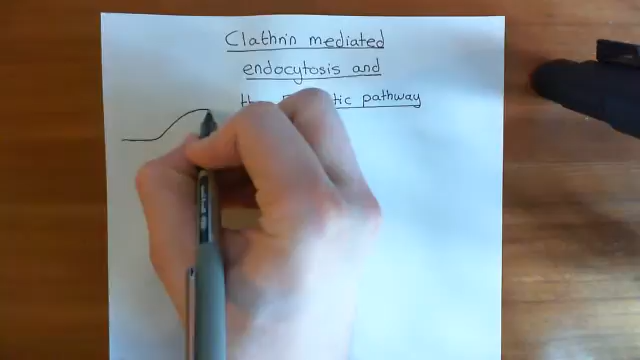 Clathrin mediated
endocytosis and
pathway